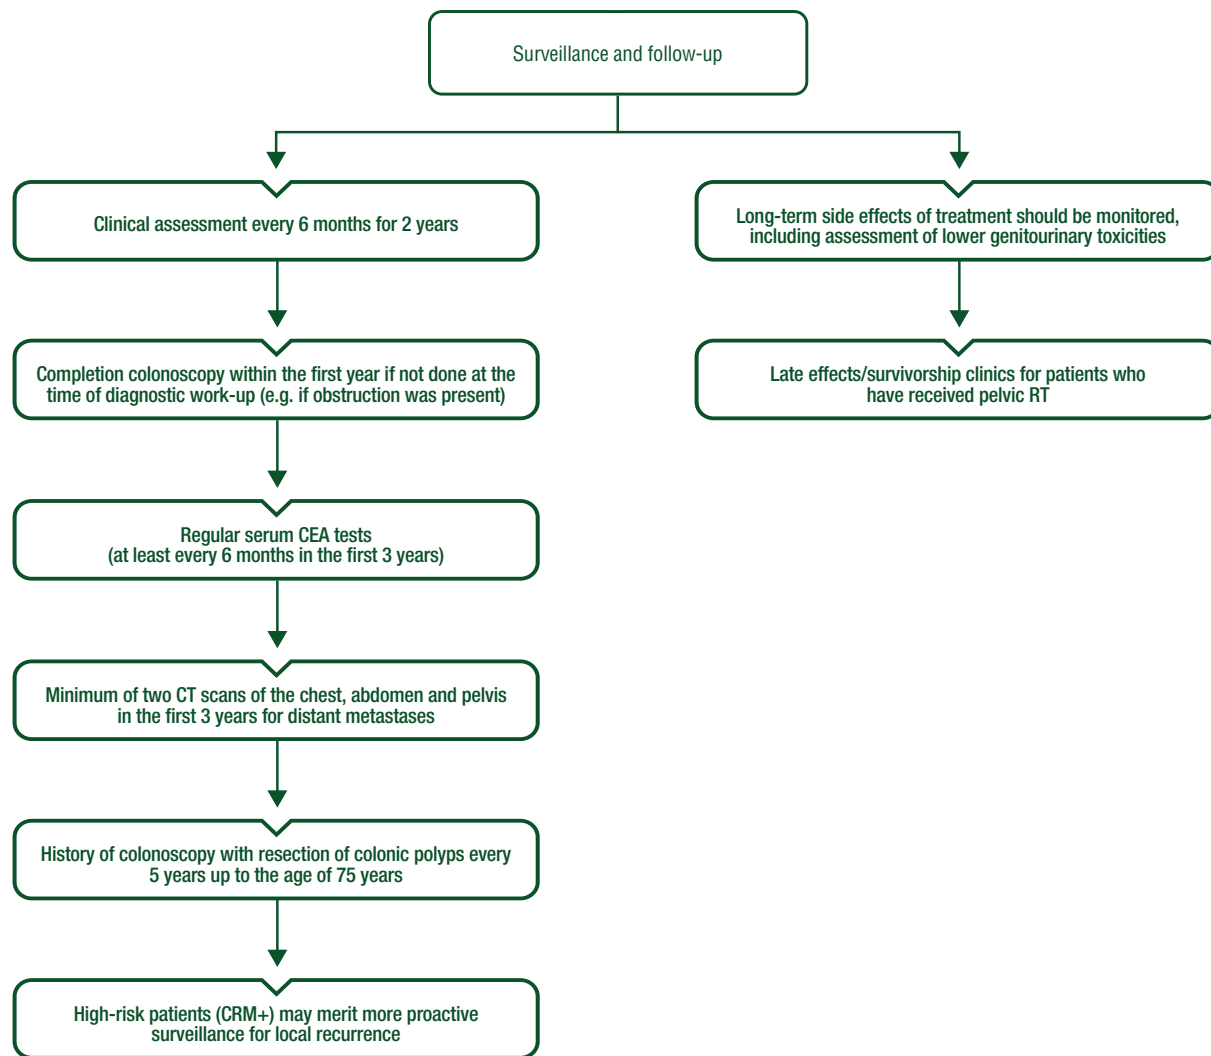 Surveillance and follow-up
Clinical assessment every 6 months for 2 years
Long-term side effects of treatment should be monitored,
including assessment of lower genitourinary toxicities
Completion colonoscopy within the first year if not done at the
time of diagnostic work-up (e.g. if obstruction was present)
Late effects/survivorship clinics for patients who
have received pelvic RT
Regular serum CEA tests
(at least every 6 months in the first 3 years)
Minimum of two CT scans of the chest, abdomen and pelvis
in the first 3 years for distant metastases
History of colonoscopy with resection of colonic polyps every
5 years up to the age of 75 years
High-risk patients (CRM+) may merit more proactive
surveillance for local recurrence